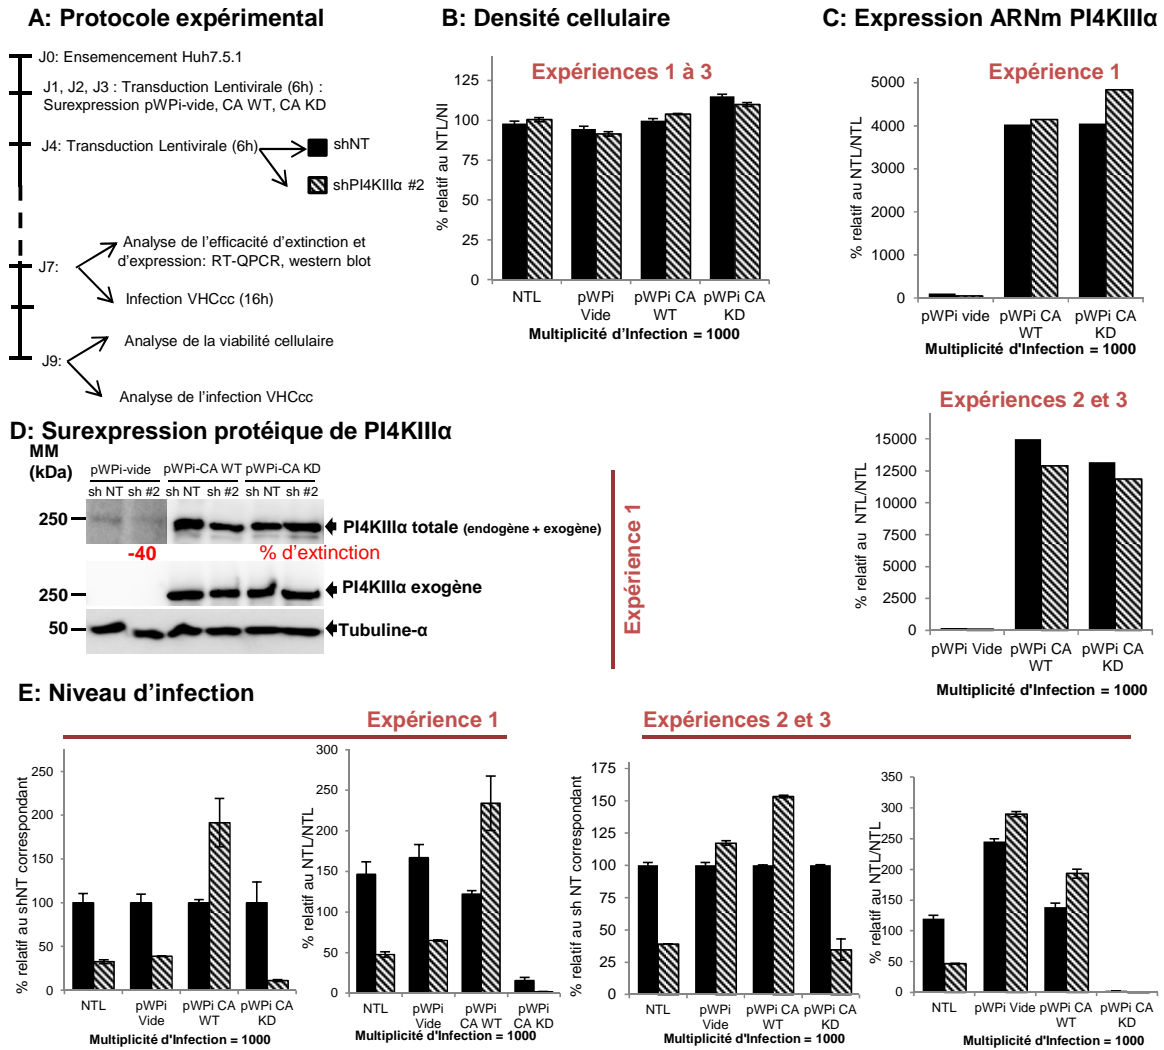 A: Protocole expérimental
J0: Ensemencement Huh7.5.1
J1, J2, J3 : Transduction Lentivirale (6h) :
Surexpression pWPi-vide, CA WT, CA KD
J4: Transduction Lentivirale (6h)
shNT
shPI4KIIIα #2
J7:
Analyse de l'efficacité d'extinction et
d'expression: RT-QPCR, western blot
Infection VHCcc (16h)
J9:
Analyse de la viabilité cellulaire
Analyse de l'infection VHCcc
B: Densité cellulaire
Expériences 1 à 3
% relatif au NTL/NI
125
100
75
50
25
0
NTL
pWPi Vide
pWPi CA WT
pWPi CA KD
Multiplicité d'Infection = 1000
C: Expression ARNm PI4KIIIα
Expérience 1
% relatif au NTL/NTL
5000
4000
3000
2000
1000
0
pWPi vide
pWPi CA WT
pWPi CA KD
Multiplicité d'Infection = 1000
Expériences 2 et 3
% relatif au NTL/NTL
15000
12500
10000
7500
5000
2500
0
pWPi Vide
pWPi CA WT
pWPi CA KD
Multiplicité d'Infection = 1000
D: Surexpression protéique de PI4KIIIα
MM
(kDa)
pWPi-vide pWPi-CA WT pWPi-CA KD
sh NT sh #2 sh NT sh #2 sh NT sh #2
250
PI4KIIIα totale (endogène + exogène)
-40 % d'extinction
250
PI4KIIIα exogène
50
Tubuline-α
Expérience 1
E: Niveau d'infection
Expérience 1
% relatif au shNT correspondant
250
200
150
100
50
0
NTL
pWPi Vide
pWPi CA WT
pWPi CA KD
Multiplicité d'Infection = 1000
% relatif au NTL/NTL
300
250
200
150
100
50
0
NTL
pWPi Vide
pWPi CA WT
pWPi CA KD
Multiplicité d'Infection = 1000
Expériences 2 et 3
% relatif au sh NT correspondant
175
150
125
100
75
50
25
0
NTL
pWPi Vide
pWPi CA WT
pWPi CA KD
Multiplicité d'Infection = 1000
% relatif au NTL/NTL
350
300
250
200
150
100
50
0
NTL
pWPi Vide
pWPi CA WT
pWPi CA KD
Multiplicité d'Infection = 1000